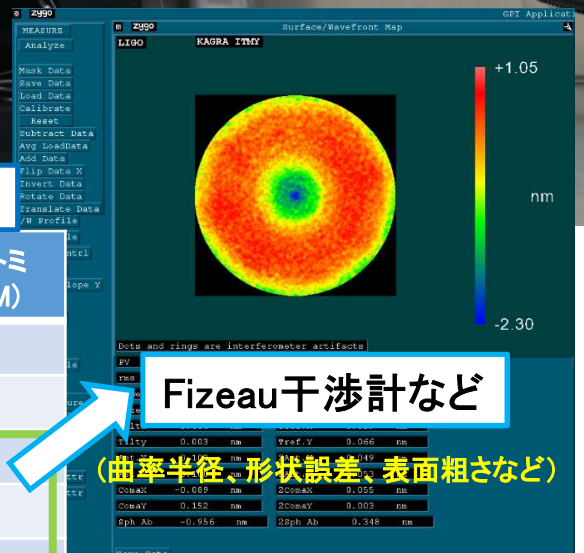 zygo
GPI Applicati
MEASURE
Analyze
Mask Data
Save Data
Load Data
Calibrate
Reset
Subtract Data
Avg LoadData
Add Data
Flip Data X
Invert Data
Rotate Data
Translate Data
/W Profile
zygo
Surface/Wavefront Map
LIGO
KAGRA ITMY
+1.05
nm
-2.30
Dots and rings are interferometer artifacts
PV
rms
Fizeau干渉計など
(曲率半径、形状誤差、表面粗さなど)
Tilty 0.003 nm
Tref.Y 0.066 nm
ComaX -0.089 nm
2ComaX 0.055 nm
ComaY 0.152 nm
2ComaY 0.003 nm
Sph Ab -0.956 nm
2Sph Ab 0.348 nm